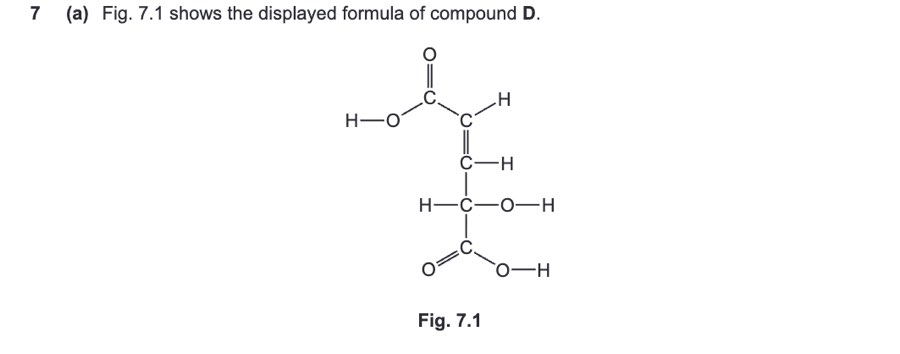 7 (a) Fig. 7.1 shows the displayed formula of compound D.
O
C H
H—O C
C—H
H—C—O—H
C
O O—H
Fig. 7.1